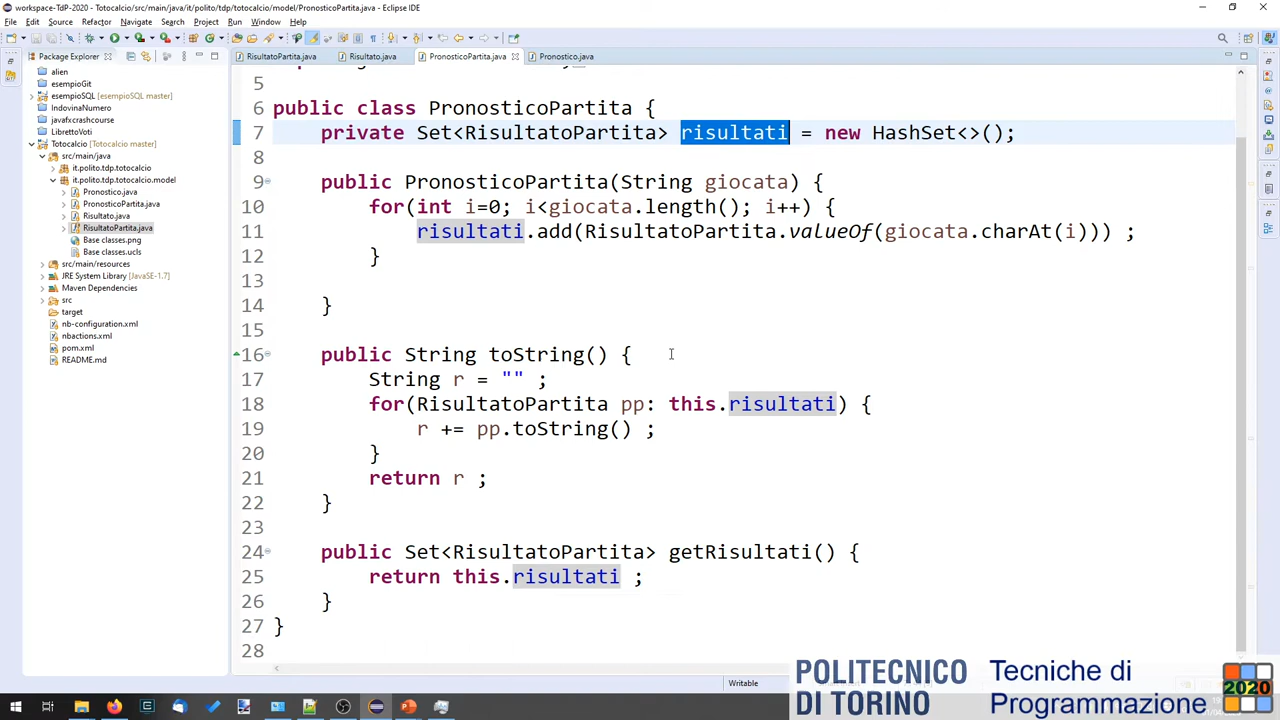 workspace-TdP-2020 - Totocalcio/src/main/java/it/polito/tdp/totocalcio/model/PronosticoPartita.java - Eclipse IDE
File Edit Source Refactor Navigate Search Project Run Window Help
Package Explorer
RisultatoPartita.java Risultato.java PronosticoPartita.java Pronostico.java
alien
esempioGit
esempioSQL [esempioSQL master]
IndovinaNumero
javafx.crashcourse
LibrettoVoti
Totocalcio [Totocalcio master]
src/main/java
it.polito.tdp.totocalcio
it.polito.tdp.totocalcio.model
Pronostico.java
PronosticoPartita.java
Risultato.java
RisultatoPartita.java
Base classes.png
Base classes.ucls
src/main/resources
JRE System Library [JavaSE-1.7]
Maven Dependencies
src
target
nb-configuration.xml
nbactions.xml
pom.xml
README.md
5
6 public class PronosticoPartita {
7 private Set<RisultatoPartita> risultati = new HashSet<>();
8
9 public PronosticoPartita(String giocata) {
10 for(int i=0; i<giocata.length(); i++) {
11 risultati.add(RisultatoPartita.valueOf(giocata.charAt(i))) ;
12 }
13
14 }
15
16 public String toString() {
17 String r = "" ;
18 for(RisultatoPartita pp: this.risultati) {
19 r += pp.toString() ;
20 }
21 return r ;
22 }
23
24 public Set<RisultatoPartita> getRisultati() {
25 return this.risultati ;
26 }
27 }
28
Writable
POLITECNICO
DI TORINO
Tecniche di
Programmazione
2020